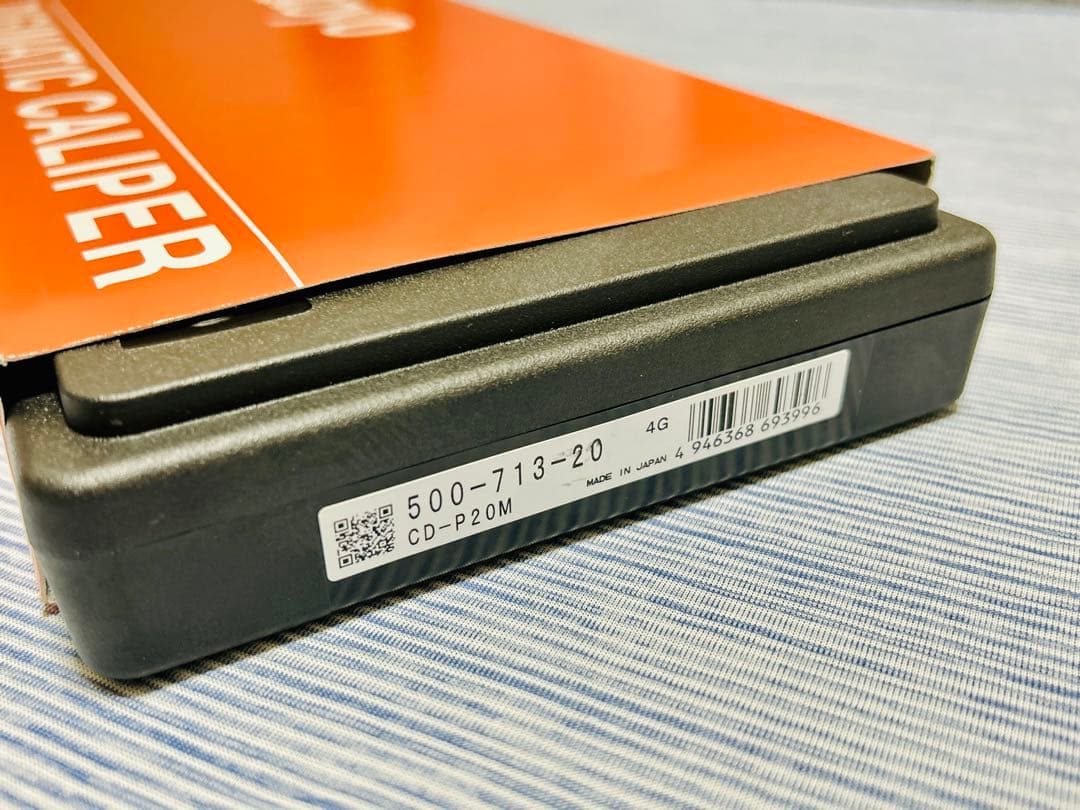 CALIPER
500-713-20
CD-P20M
4G
MADE IN JAPAN
4 946368 693996